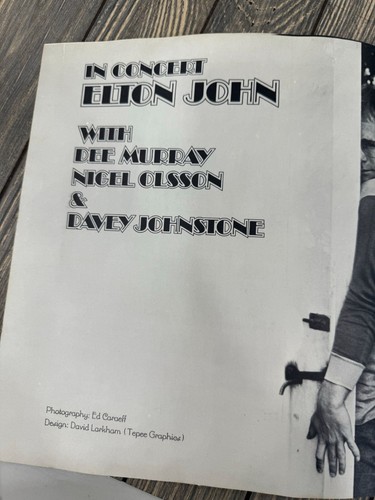 IN CONCERT
ELTON JOHN
WITH
DEE MURRAY
NIGEL OLSSON
&
DAVEY JOHNSTONE
Photography: Ed Caraeff
Design: David Larkham (Tepee Graphics)